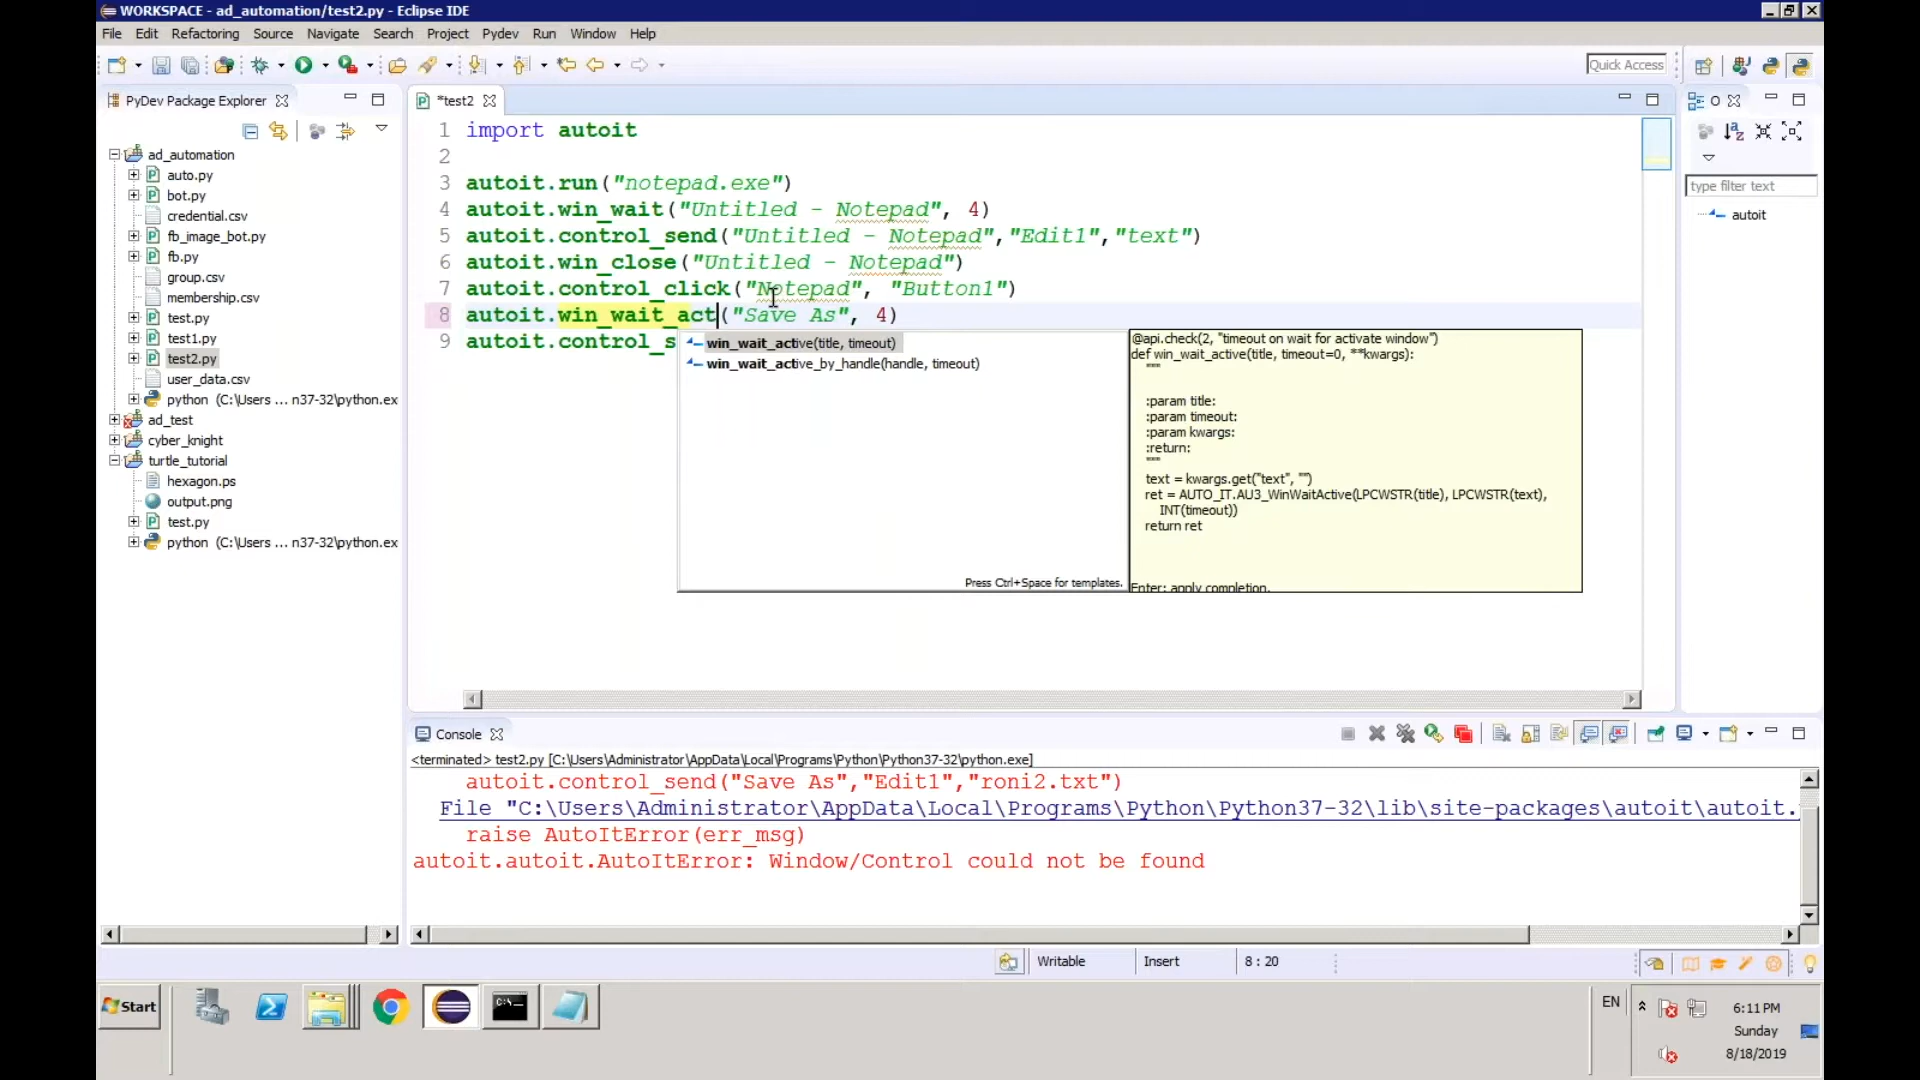 WORKSPACE - ad_automation/test2.py - Eclipse IDE
File Edit Refactoring Source Navigate Search Project Pydev Run Window Help
Quick Access
PyDev Package Explorer
ad_automation
auto.py
bot.py
credential.csv
fb_image_bot.py
fb.py
group.csv
membership.csv
test.py
test1.py
test2.py
user_data.csv
python (C:\Users ... n37-32\python.ex
ad_test
cyber_knight
turtle_tutorial
hexagon.ps
output.png
test.py
python (C:\Users ... n37-32\python.ex
*test2
1 import autoit
2
3 autoit.run("notepad.exe")
4 autoit.win_wait("Untitled - Notepad", 4)
5 autoit.control_send("Untitled - Notepad","Edit1","text")
6 autoit.win_close("Untitled - Notepad")
7 autoit.control_click("Notepad", "Button1")
8 autoit.win_wait_act("Save As", 4)
9 autoit.control_s
win_wait_active(title, timeout)
win_wait_active_by_handle(handle, timeout)
Press Ctrl+Space for templates.
@api.check(2, "timeout on wait for activate window")
def win_wait_active(title, timeout=0, **kwargs):
"""
:param title:
:param timeout:
:param kwargs:
:return:
"""
text = kwargs.get("text", "")
ret = AUTO_IT.AU3_WinWaitActive(LPCWSTR(title), LPCWSTR(text),
INT(timeout))
return ret
Enter: apply completion.
O
type filter text
autoit
Console
<terminated> test2.py [C:\Users\Administrator\AppData\Local\Programs\Python\Python37-32\python.exe]
autoit.control_send("Save As","Edit1","roni2.txt")
File "C:\Users\Administrator\AppData\Local\Programs\Python\Python37-32\lib\site-packages\autoit\autoit.
raise AutoItError(err_msg)
autoit.autoit.AutoItError: Window/Control could not be found
Writable Insert 8 : 20
Start
EN
6:11 PM
Sunday
8/18/2019